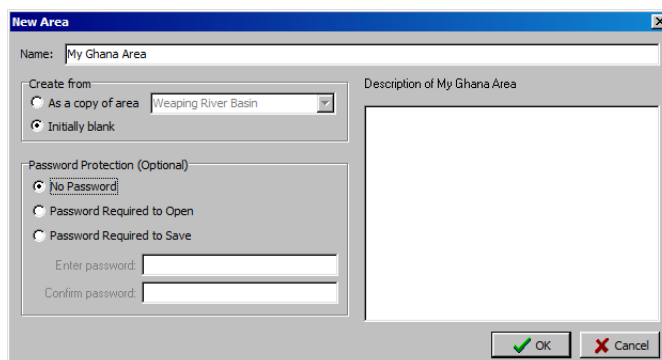 New Area
Name: My Ghana Area
Create from
As a copy of area Weaping River Basin
Initially blank
Password Protection (Optional)
No Password
Password Required to Open
Password Required to Save
Enter password:
Confirm password:
Description of My Ghana Area
OK Cancel